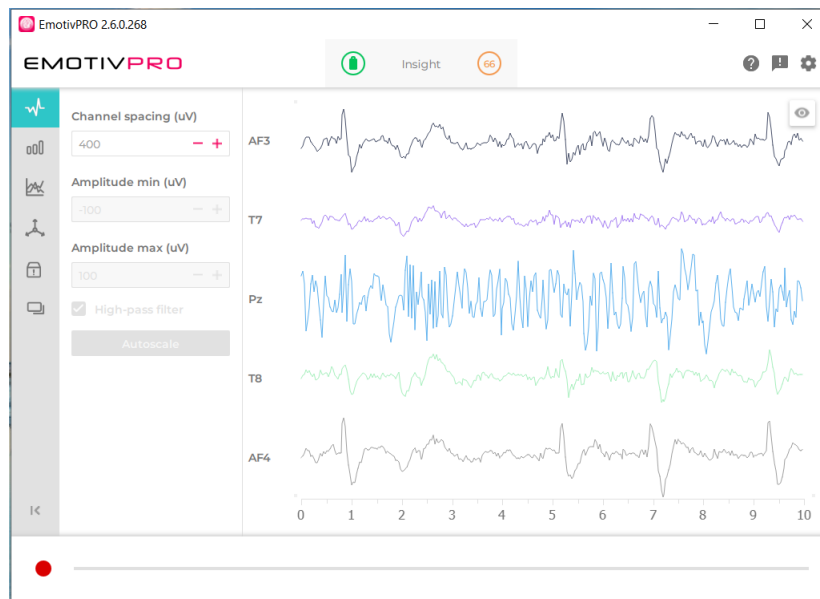 EmotivPRO 2.6.0.268
EMOTIVPRO
Insight
66
Channel spacing (uV)
400
Amplitude min (uV)
-100
Amplitude max (uV)
100
High-pass filter
Autoscale
AF3
T7
Pz
T8
AF4
0 1 2 3 4 5 6 7 8 9 10